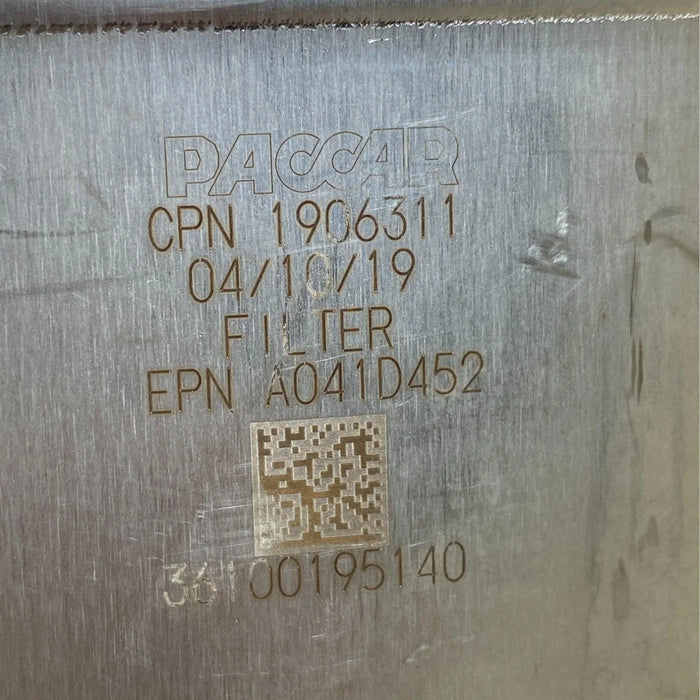 PACCAR
CPN 1906311
04/10/19
FILTER
EPN A041D452
36100195140